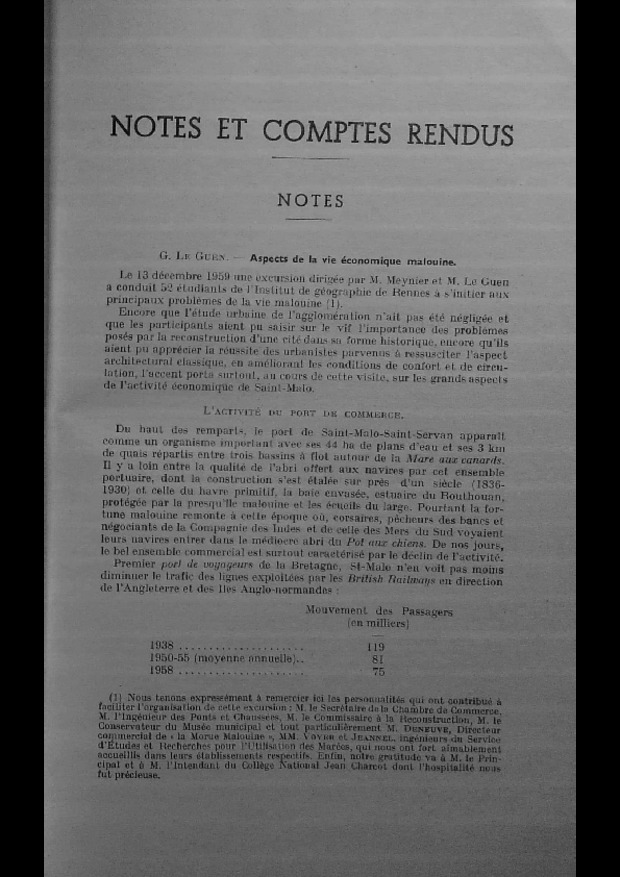 NOTES ET COMPTES RENDUS
NOTES
G. LE GUEN. — Aspects de la vie économique malouine.
Le 13 décembre 1959 une excursion dirigée par M. Meynier et M. Le Guen
a conduit 52 étudiants de l'Institut de géographie de Rennes à s'initier aux
principaux problèmes de la vie malouine (1).
Encore que l'étude urbaine de l'agglomération n'ait pas été négligée et
que les participants aient pu saisir sur le vif l'importance des problèmes
posés par la reconstruction d'une cité dans sa forme historique, encore qu'ils
aient pu apprécier la réussite des urbanistes parvenus à ressusciter l'aspect
architectural classique, en améliorant les conditions de confort et de circu-
lation, l'accent porta surtout, au cours de cette visite, sur les grands aspects
de l'activité économique de Saint-Malo.
L'ACTIVITÉ DU PORT DE COMMERCE.
Du haut des remparts, le port de Saint-Malo-Saint-Servan apparaît
comme un organisme important avec ses 44 ha de plans d'eau et ses 3 km
de quais répartis entre trois bassins à flot autour de la Mare aux canards.
Il y a loin entre la qualité de l'abri offert aux navires par cet ensemble
portuaire, dont la construction s'est étalée sur près d'un siècle (1836-
1930) et celle du havre primitif, la baie envasée, estuaire du Routhouan,
protégée par la presqu'île malouine et les écueils du large. Pourtant la for-
tune malouine remonte à cette époque où, corsaires, pêcheurs des bancs et
négociants de la Compagnie des Indes et de celle des Mers du Sud voyaient
leurs navires entrer dans le médiocre abri du Pot aux chiens. De nos jours,
le bel ensemble commercial est surtout caractérisé par le déclin de l'activité.
Premier port de voyageurs de la Bretagne, St-Malo n'en voit pas moins
diminuer le trafic des lignes exploitées par les British Railways en direction
de l'Angleterre et des Iles Anglo-normandes :
Mouvement des Passagers
(en milliers)
1938 ...................... 119
1950-55 (moyenne annuelle).. 81
1958 ...................... 75
(1) Nous tenons expressément à remercier ici les personnalités qui ont contribué à
faciliter l'organisation de cette excursion : M. le Secrétaire de la Chambre de Commerce,
M. l'Ingénieur des Ponts et Chaussées, M. le Commissaire à la Reconstruction, M. le
Conservateur du Musée municipal et tout particulièrement M. DENEUVE, Directeur
commercial de « la Morue Malouine », MM. VOYER et JEANNEL, ingénieurs du Service
d'Études et Recherches pour l'Utilisation des Marées, qui nous ont fort aimablement
accueillis dans leurs établissements respectifs. Enfin, notre gratitude va à M. le Prin-
cipal et à M. l'Intendant du Collège National Jean Charcot dont l'hospitalité nous
fut précieuse.